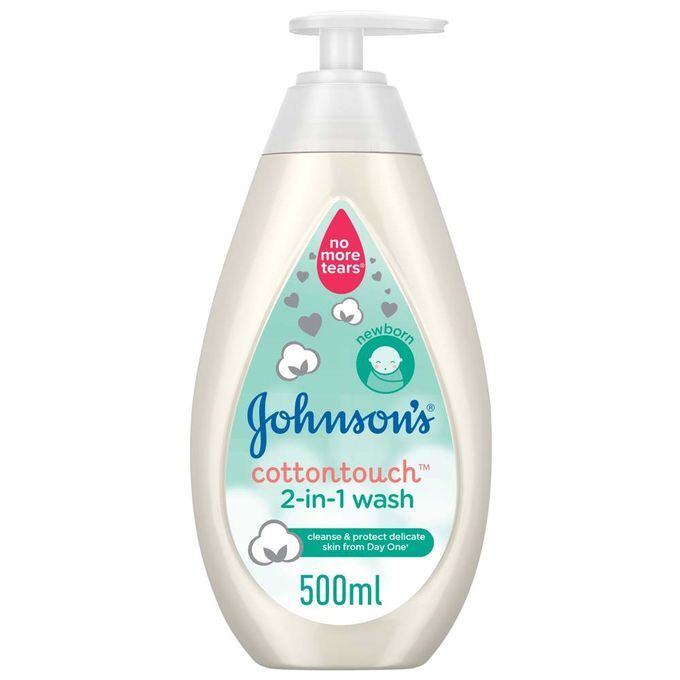 no
more
tears®
newborn
Johnson's®
cottontouch™
2-in-1 wash
cleanse & protect delicate
skin from Day One†
500ml